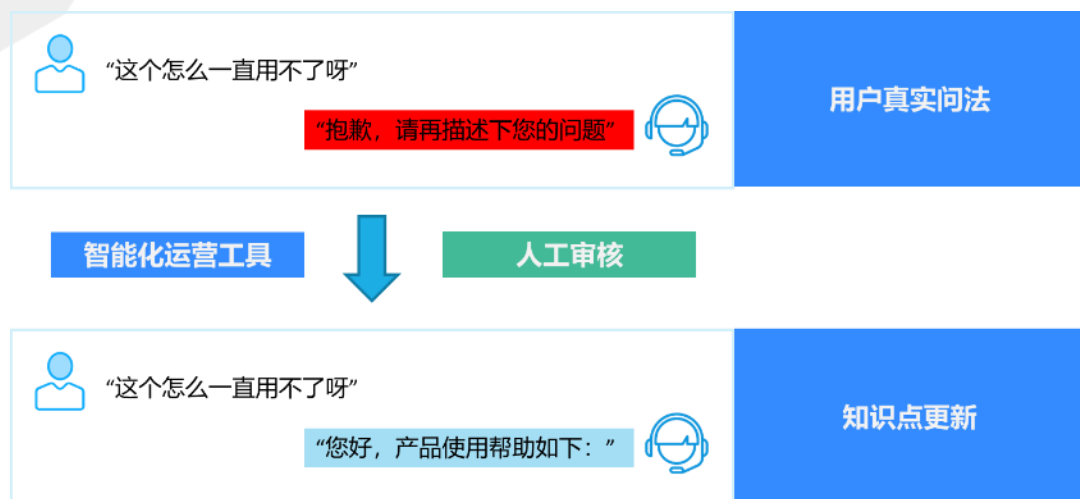 “这个怎么一直用不了呀”
“抱歉，请再描述下您的问题”
用户真实问法
智能化运营工具
人工审核
“这个怎么一直用不了呀”
“您好，产品使用帮助如下：”
知识点更新